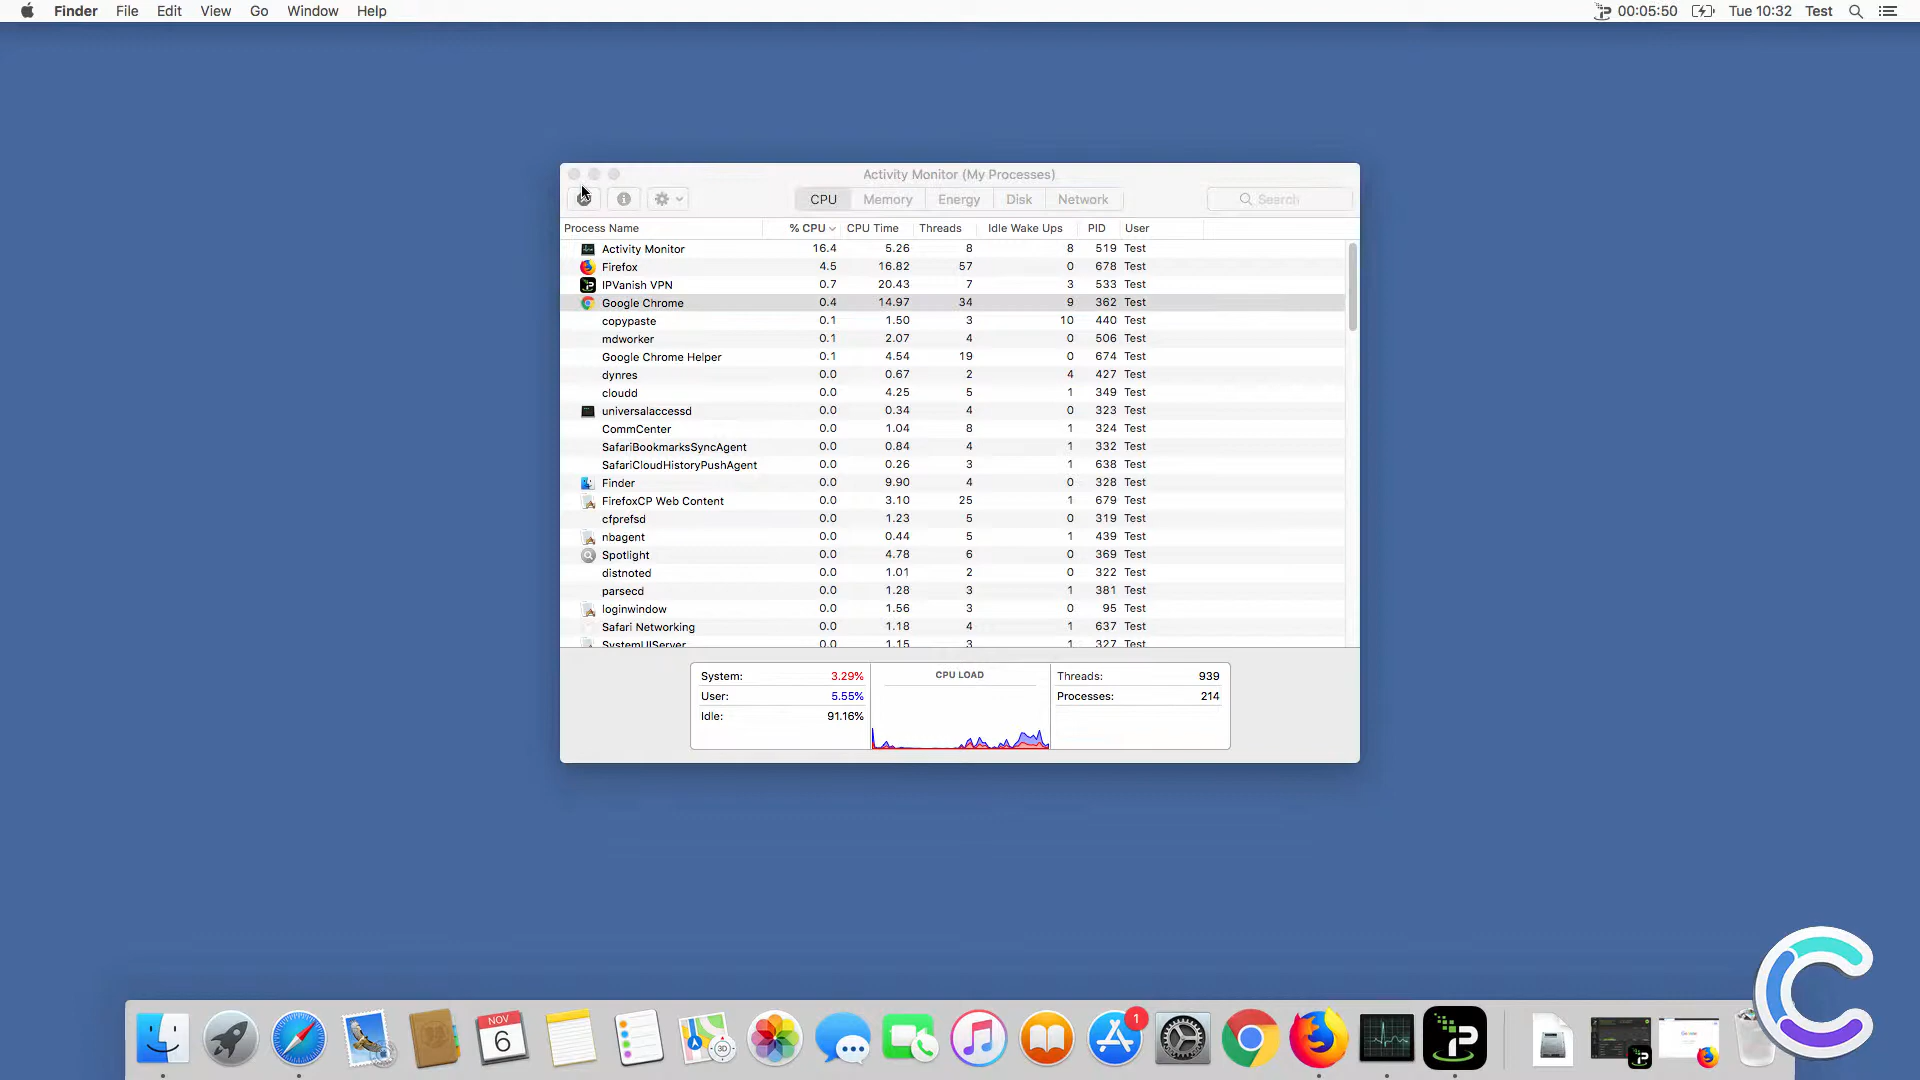 Finder File Edit View Go Window Help 00:05:50 Tue 10:32 Test
Activity Monitor (My Processes)
CPU Memory Energy Disk Network Search
Process Name % CPU CPU Time Threads Idle Wake Ups PID User
Activity Monitor 16.4 5.26 8 8 519 Test
Firefox 4.5 16.82 57 0 678 Test
IPVanish VPN 0.7 20.43 7 3 533 Test
Google Chrome 0.4 14.97 34 9 362 Test
copypaste 0.1 1.50 3 10 440 Test
mdworker 0.1 2.07 4 0 506 Test
Google Chrome Helper 0.1 4.54 19 0 674 Test
dynres 0.0 0.67 2 4 427 Test
cloudd 0.0 4.25 5 1 349 Test
universalaccessd 0.0 0.34 4 0 323 Test
CommCenter 0.0 1.04 8 1 324 Test
SafariBookmarksSyncAgent 0.0 0.84 4 1 332 Test
SafariCloudHistoryPushAgent 0.0 0.26 3 1 638 Test
Finder 0.0 9.90 4 0 328 Test
FirefoxCP Web Content 0.0 3.10 25 1 679 Test
cfprefsd 0.0 1.23 5 0 319 Test
nbagent 0.0 0.44 5 1 439 Test
Spotlight 0.0 4.78 6 0 369 Test
distnoted 0.0 1.01 2 0 322 Test
parsecd 0.0 1.28 3 1 381 Test
loginwindow 0.0 1.56 3 0 95 Test
Safari Networking 0.0 1.18 4 1 637 Test
SystemUIServer 0.0 1.15 3 1 327 Test
System: 3.29% CPU LOAD Threads: 939
User: 5.55% Processes: 214
Idle: 91.16%
NOV
6
3D
1